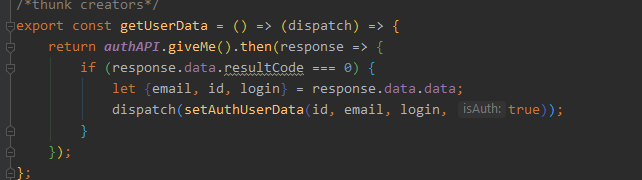 /*thunk creators*/
export const getUserData = () => (dispatch) => {
    return authAPI.giveMe().then(response => {
        if (response.data.resultCode === 0) {
            let {email, id, login} = response.data.data;
            dispatch(setAuthUserData(id, email, login, isAuth: true));
        }
    });
};